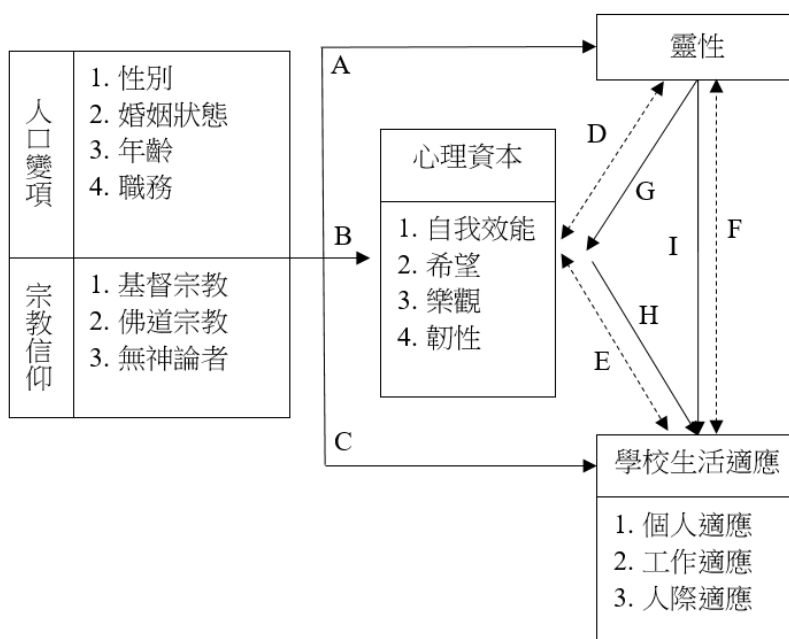 人口變項
1. 性別
2. 婚姻狀態
3. 年齡
4. 職務
宗教信仰
1. 基督宗教
2. 佛道宗教
3. 無神論者
A
B
C
心理資本
1. 自我效能
2. 希望
3. 樂觀
4. 韌性
靈性
D
G
I
F
H
E
學校生活適應
1. 個人適應
2. 工作適應
3. 人際適應